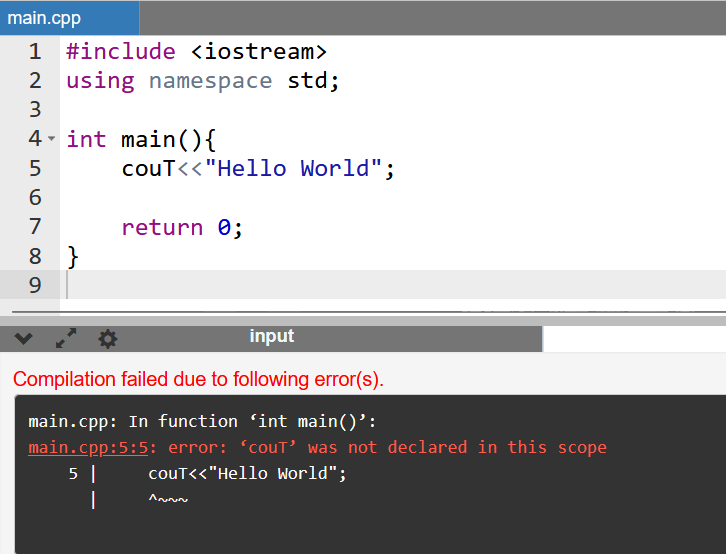 main.cpp
1 #include <iostream>
2 using namespace std;
3
4 int main(){
5     couT<<"Hello World";
6
7     return 0;
8 }
9
input
Compilation failed due to following error(s).
main.cpp: In function ‘int main()’:
main.cpp:5:5: error: ‘couT’ was not declared in this scope
    5 |     couT<<"Hello World";
      |     ^~~~